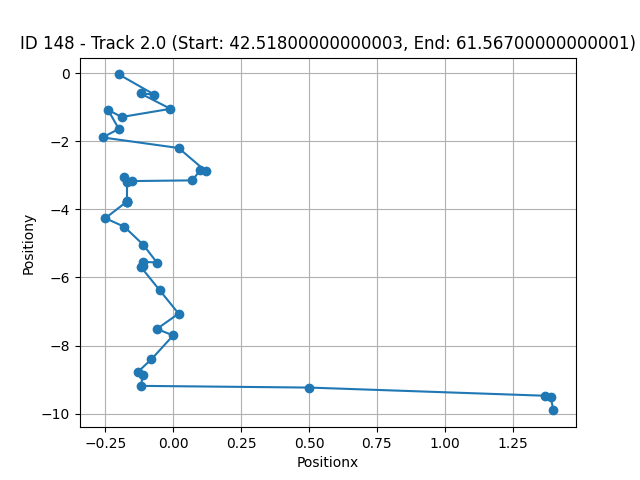 ID 148 - Track 2.0 (Start: 42.51800000000003, End: 61.567000000000001)
0
−2
−4
−6
−8
−10
Positiony
−0.25 0.00 0.25 0.50 0.75 1.00 1.25
Positionx